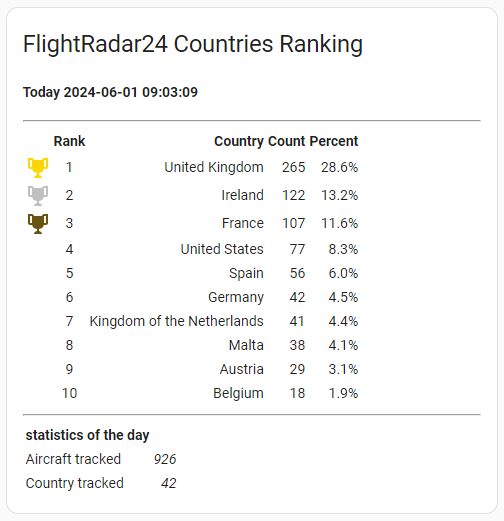 FlightRadar24 Countries Ranking
Today 2024-06-01 09:03:09
Rank Country Count Percent
1 United Kingdom 265 28.6%
2 Ireland 122 13.2%
3 France 107 11.6%
4 United States 77 8.3%
5 Spain 56 6.0%
6 Germany 42 4.5%
7 Kingdom of the Netherlands 41 4.4%
8 Malta 38 4.1%
9 Austria 29 3.1%
10 Belgium 18 1.9%
statistics of the day
Aircraft tracked 926
Country tracked 42